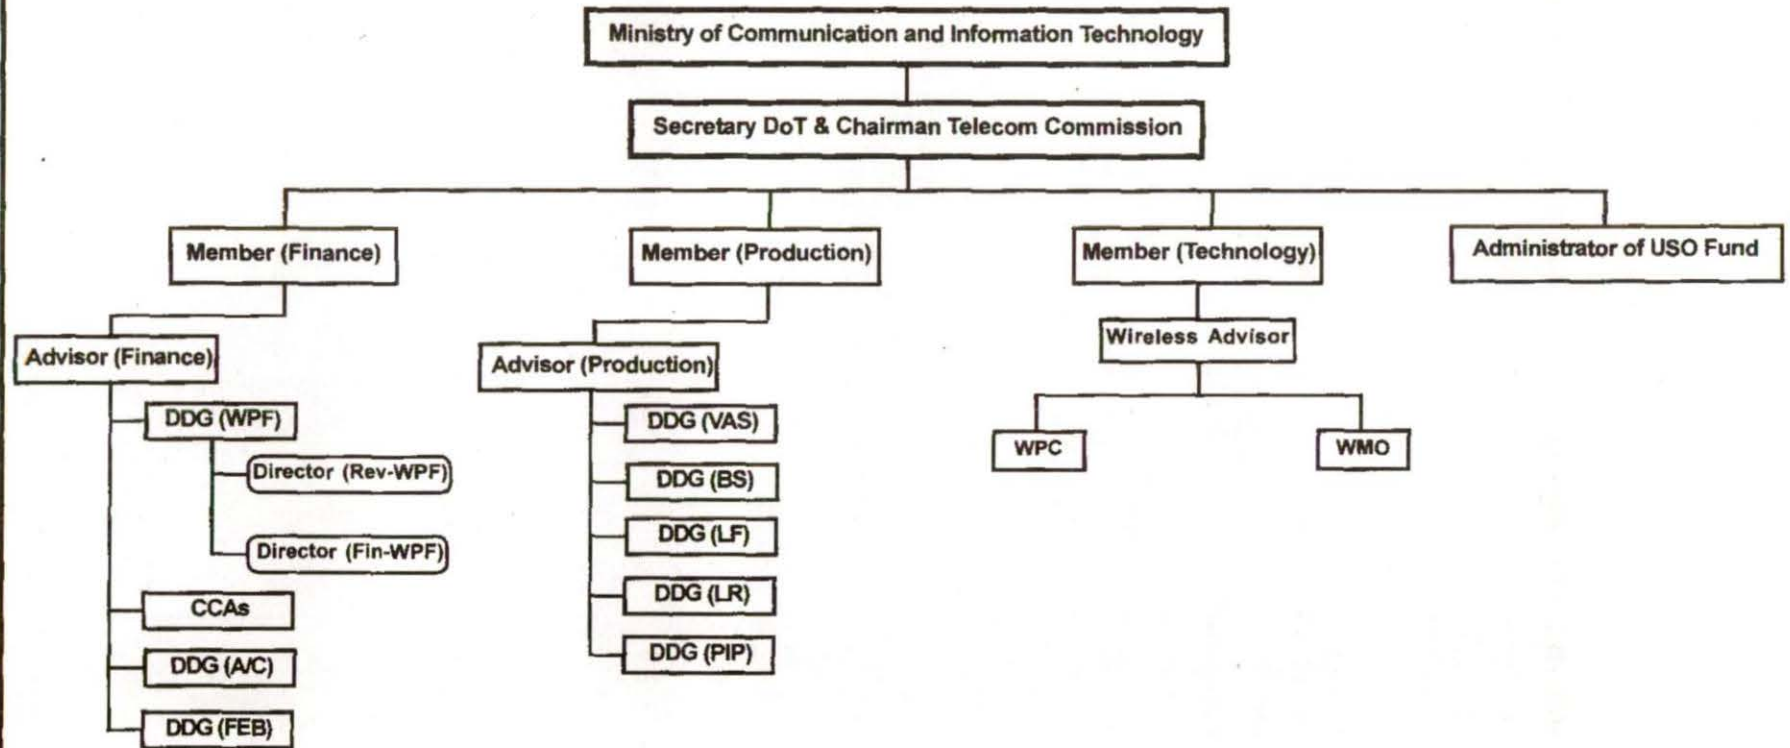 Ministry of Communication and Information Technology
Secretary DoT & Chairman Telecom Commission
Member (Finance)
Member (Production)
Member (Technology)
Administrator of USO Fund
Advisor (Finance)
DDG (WPF)
Director (Rev-WPF)
Director (Fin-WPF)
CCAs
DDG (A/C)
DDG (FEB)
Advisor (Production)
DDG (VAS)
DDG (BS)
DDG (LF)
DDG (LR)
DDG (PIP)
Wireless Advisor
WPC
WMO